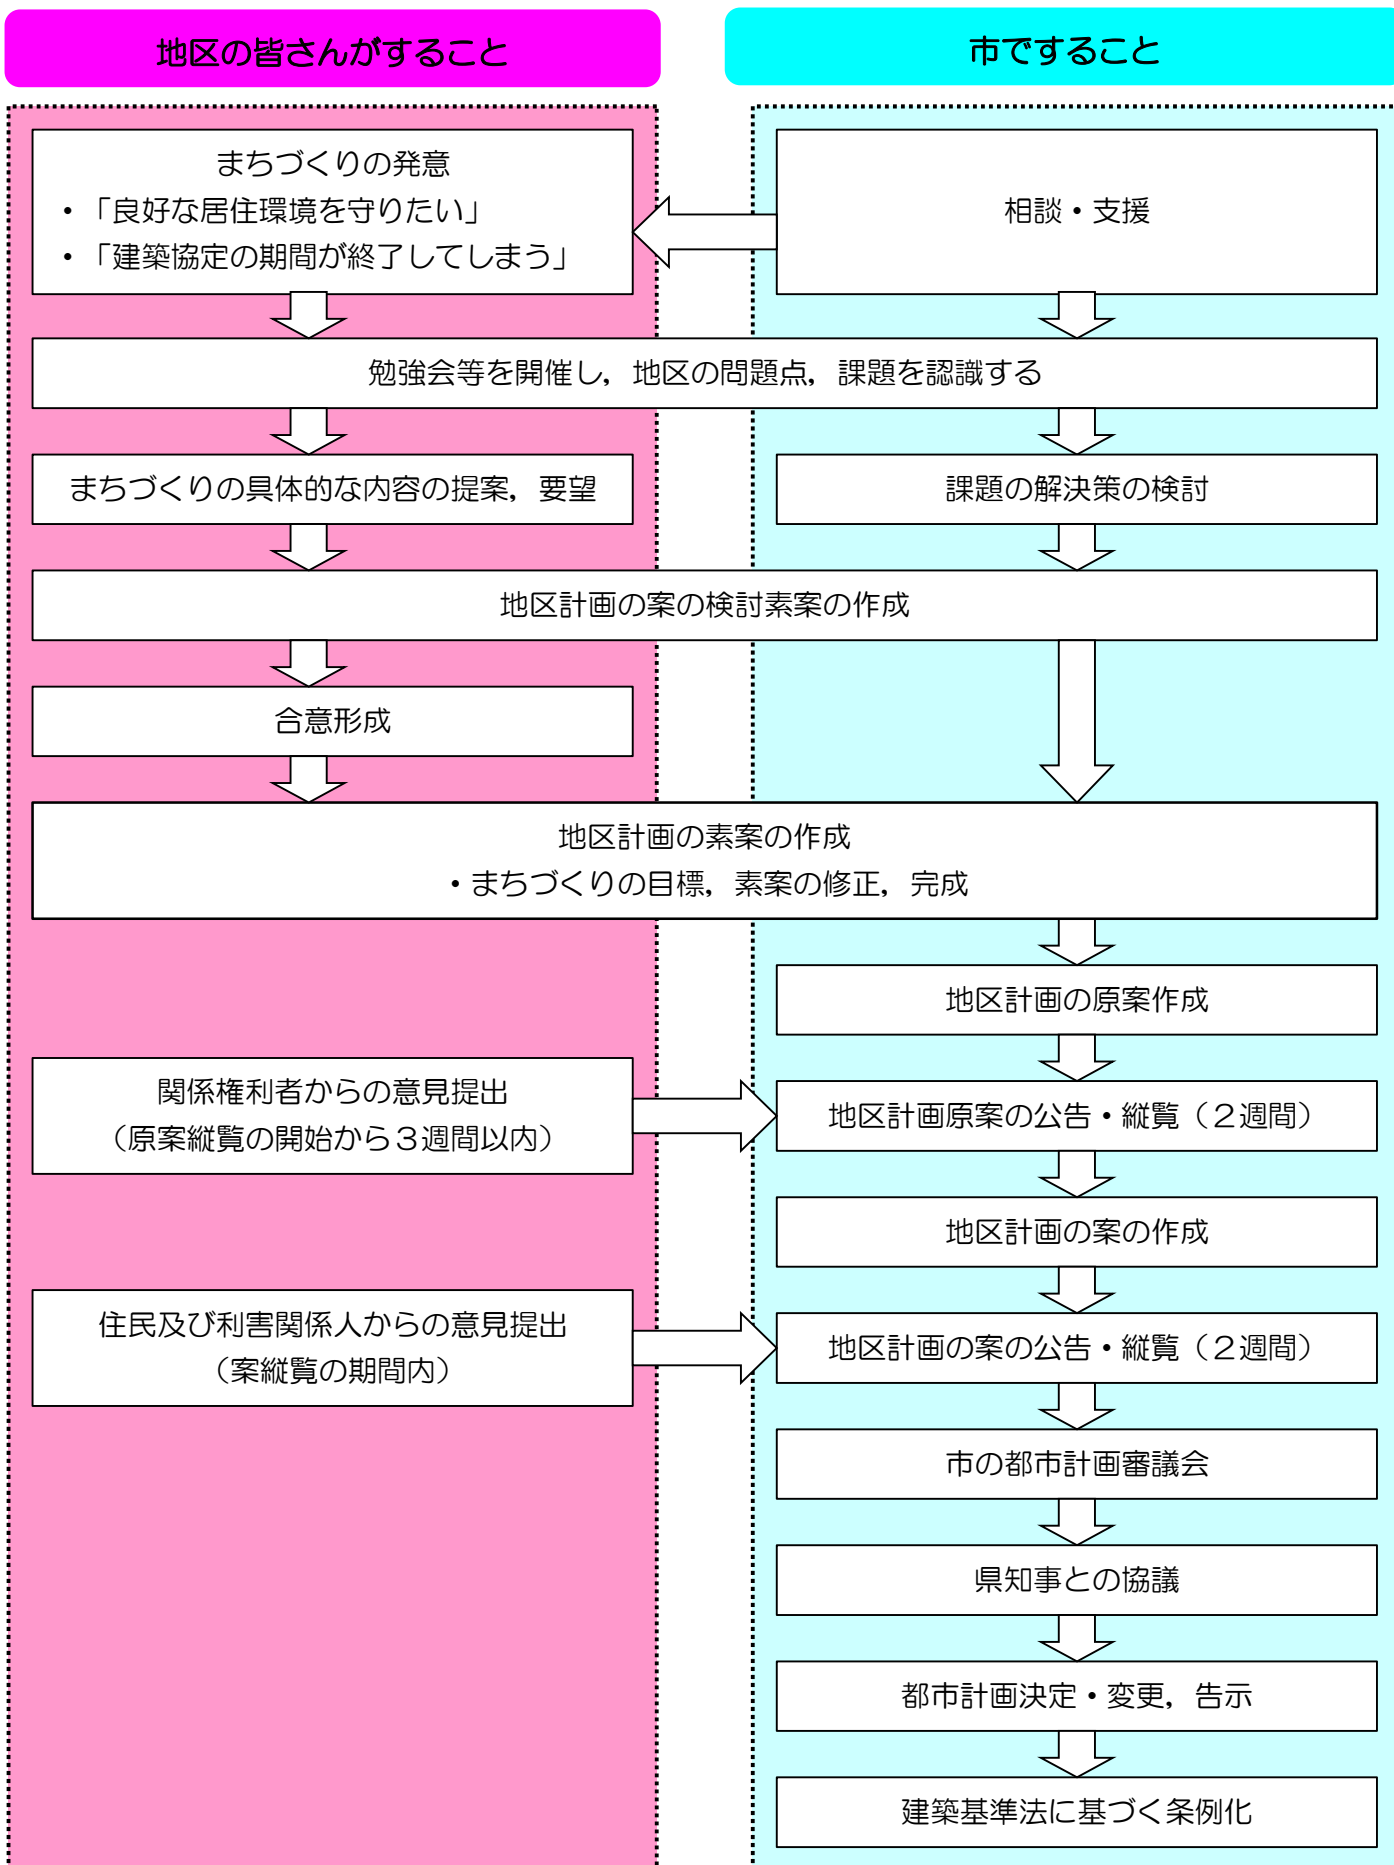 地区の皆さんがすること
市ですること
まちづくりの発意
・「良好な居住環境を守りたい」
・「建築協定の期間が終了してしまう」
相談・支援
勉強会等を開催し，地区の問題点，課題を認識する
まちづくりの具体的な内容の提案，要望
課題の解決策の検討
地区計画の案の検討素案の作成
合意形成
地区計画の素案の作成
・まちづくりの目標，素案の修正，完成
地区計画の原案作成
関係権利者からの意見提出
（原案縦覧の開始から３週間以内）
地区計画原案の公告・縦覧（２週間）
地区計画の案の作成
住民及び利害関係人からの意見提出
（案縦覧の期間内）
地区計画の案の公告・縦覧（２週間）
市の都市計画審議会
県知事との協議
都市計画決定・変更，告示
建築基準法に基づく条例化